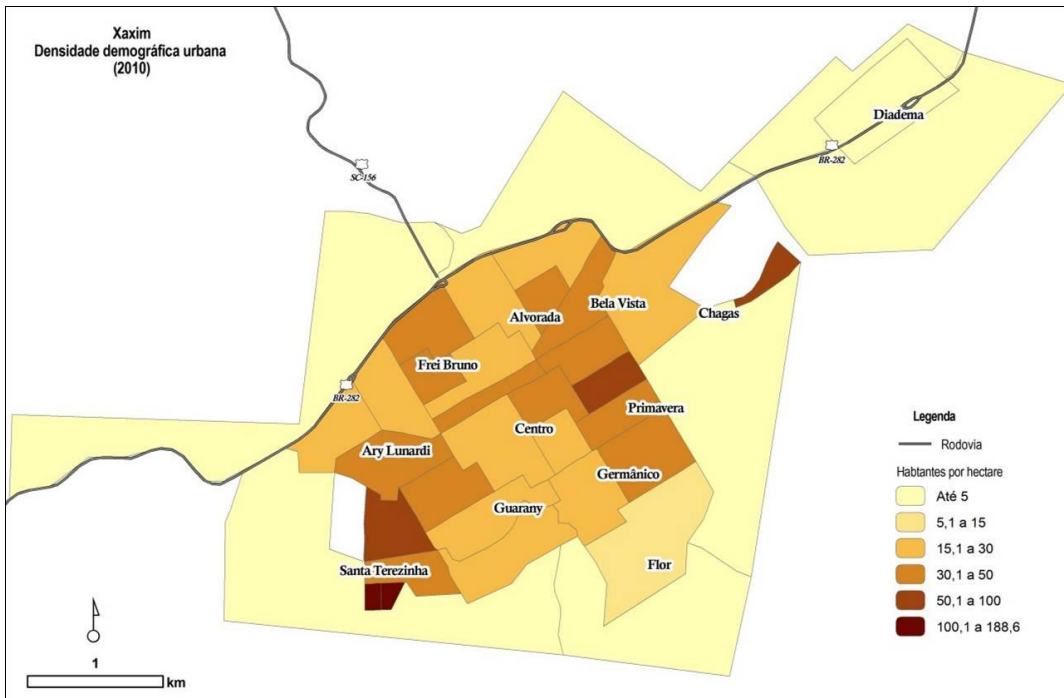 Xaxim
Densidade demográfica urbana
(2010)
Diadema
BR-282
SC-156
Bela Vista
Alvorada
Chagas
Frei Bruno
BR-282
Primavera
Centro
Ary Lunardi
Germânico
Guarany
Santa Terezinha
Flor
Legenda
Rodovia
Habtantes por hectare
Até 5
5,1 a 15
15,1 a 30
30,1 a 50
50,1 a 100
100,1 a 188,6
1
km